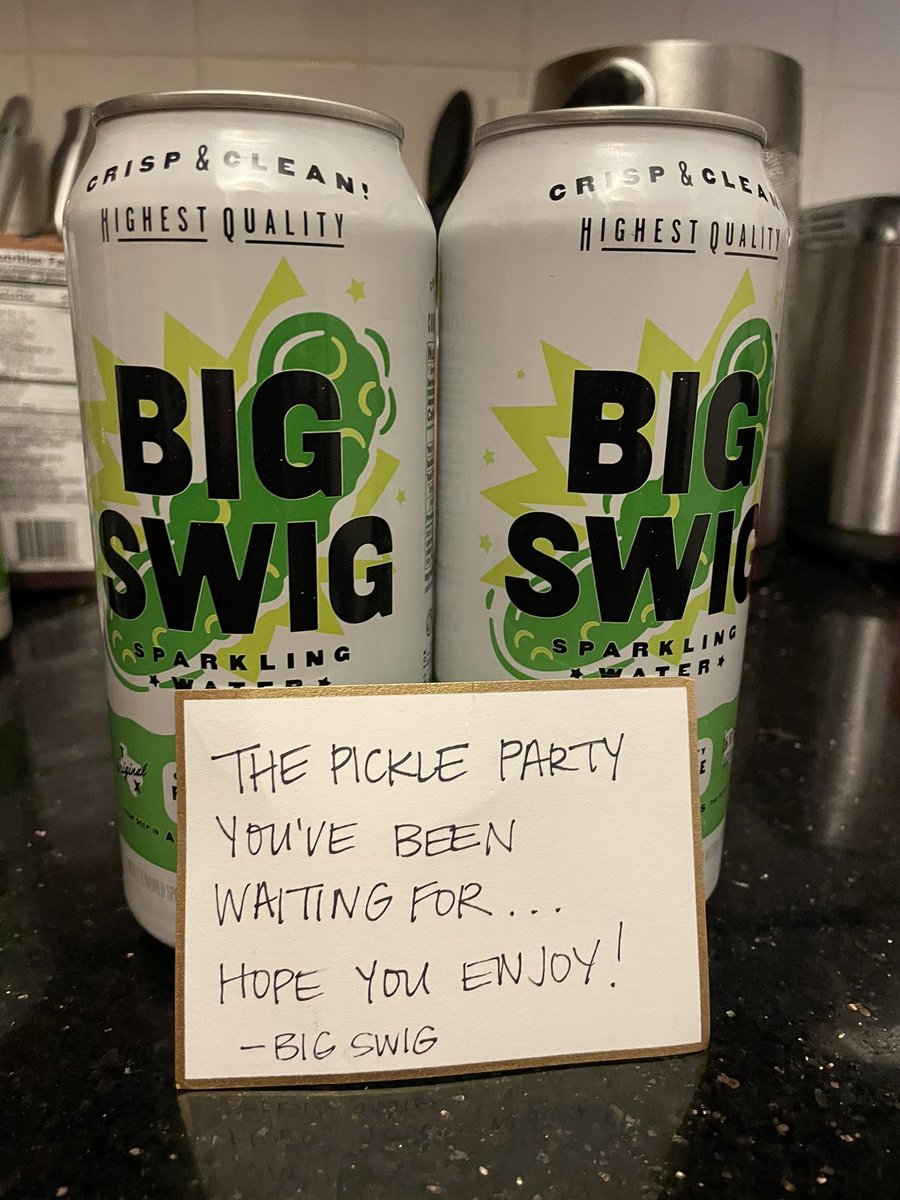 CRISP & CLEAN!
HIGHEST QUALITY
BIG
SWIG
SPARKLING
★ WATER ★
Original
CRISP & CLEAN
HIGHEST QUALITY
BIG
SWIG
SPARKLING
★ WATER ★
THE PICKLE PARTY
YOU'VE BEEN
WAITING FOR...
HOPE YOU ENJOY!
-BIG SWIG